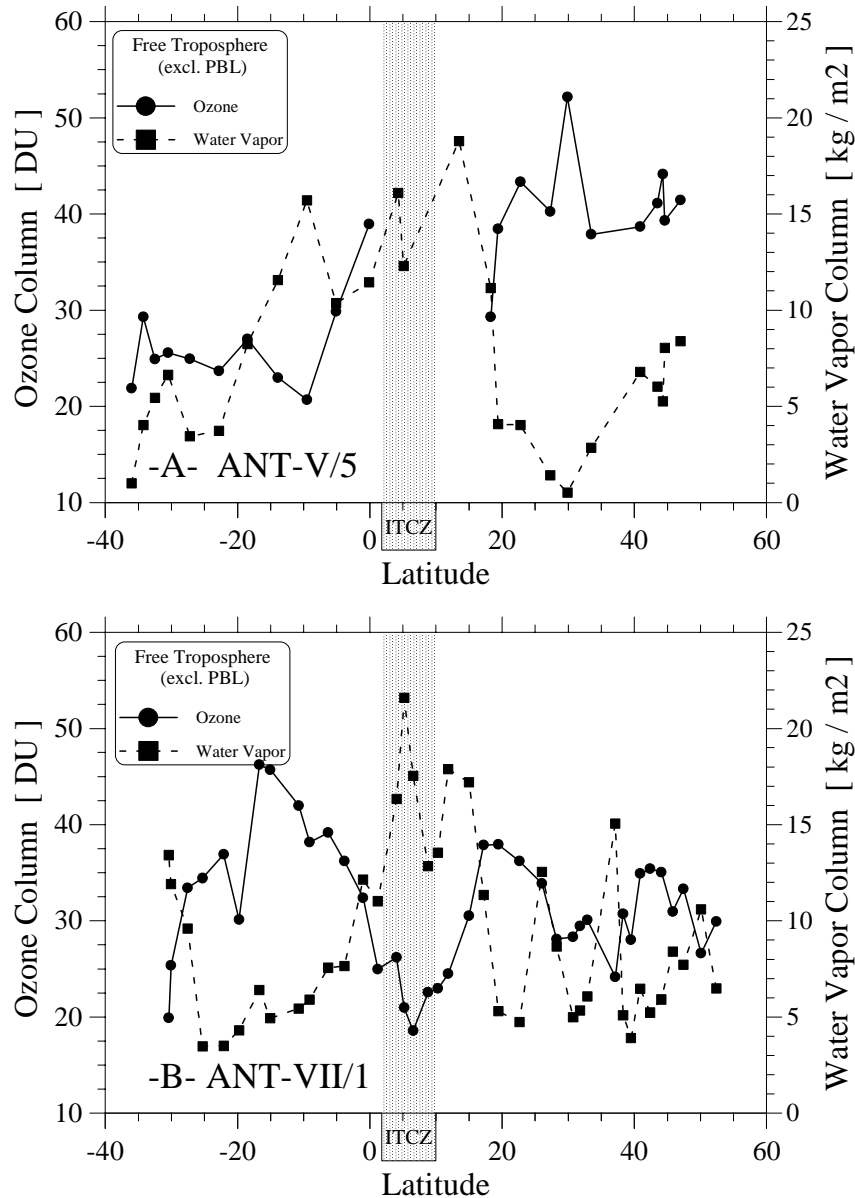 60
50
40
30
20
10
Ozone Column [ DU ]
Free Troposphere
(excl. PBL)
Ozone
Water Vapor
-A- ANT-V/5
25
20
15
10
5
0
Water Vapor Column [ kg / m2 ]
ITCZ
-40 -20 0 20 40 60
Latitude
60
50
40
30
20
10
Ozone Column [ DU ]
Free Troposphere
(excl. PBL)
Ozone
Water Vapor
-B- ANT-VII/1
25
20
15
10
5
0
Water Vapor Column [ kg / m2 ]
ITCZ
-40 -20 0 20 40 60
Latitude